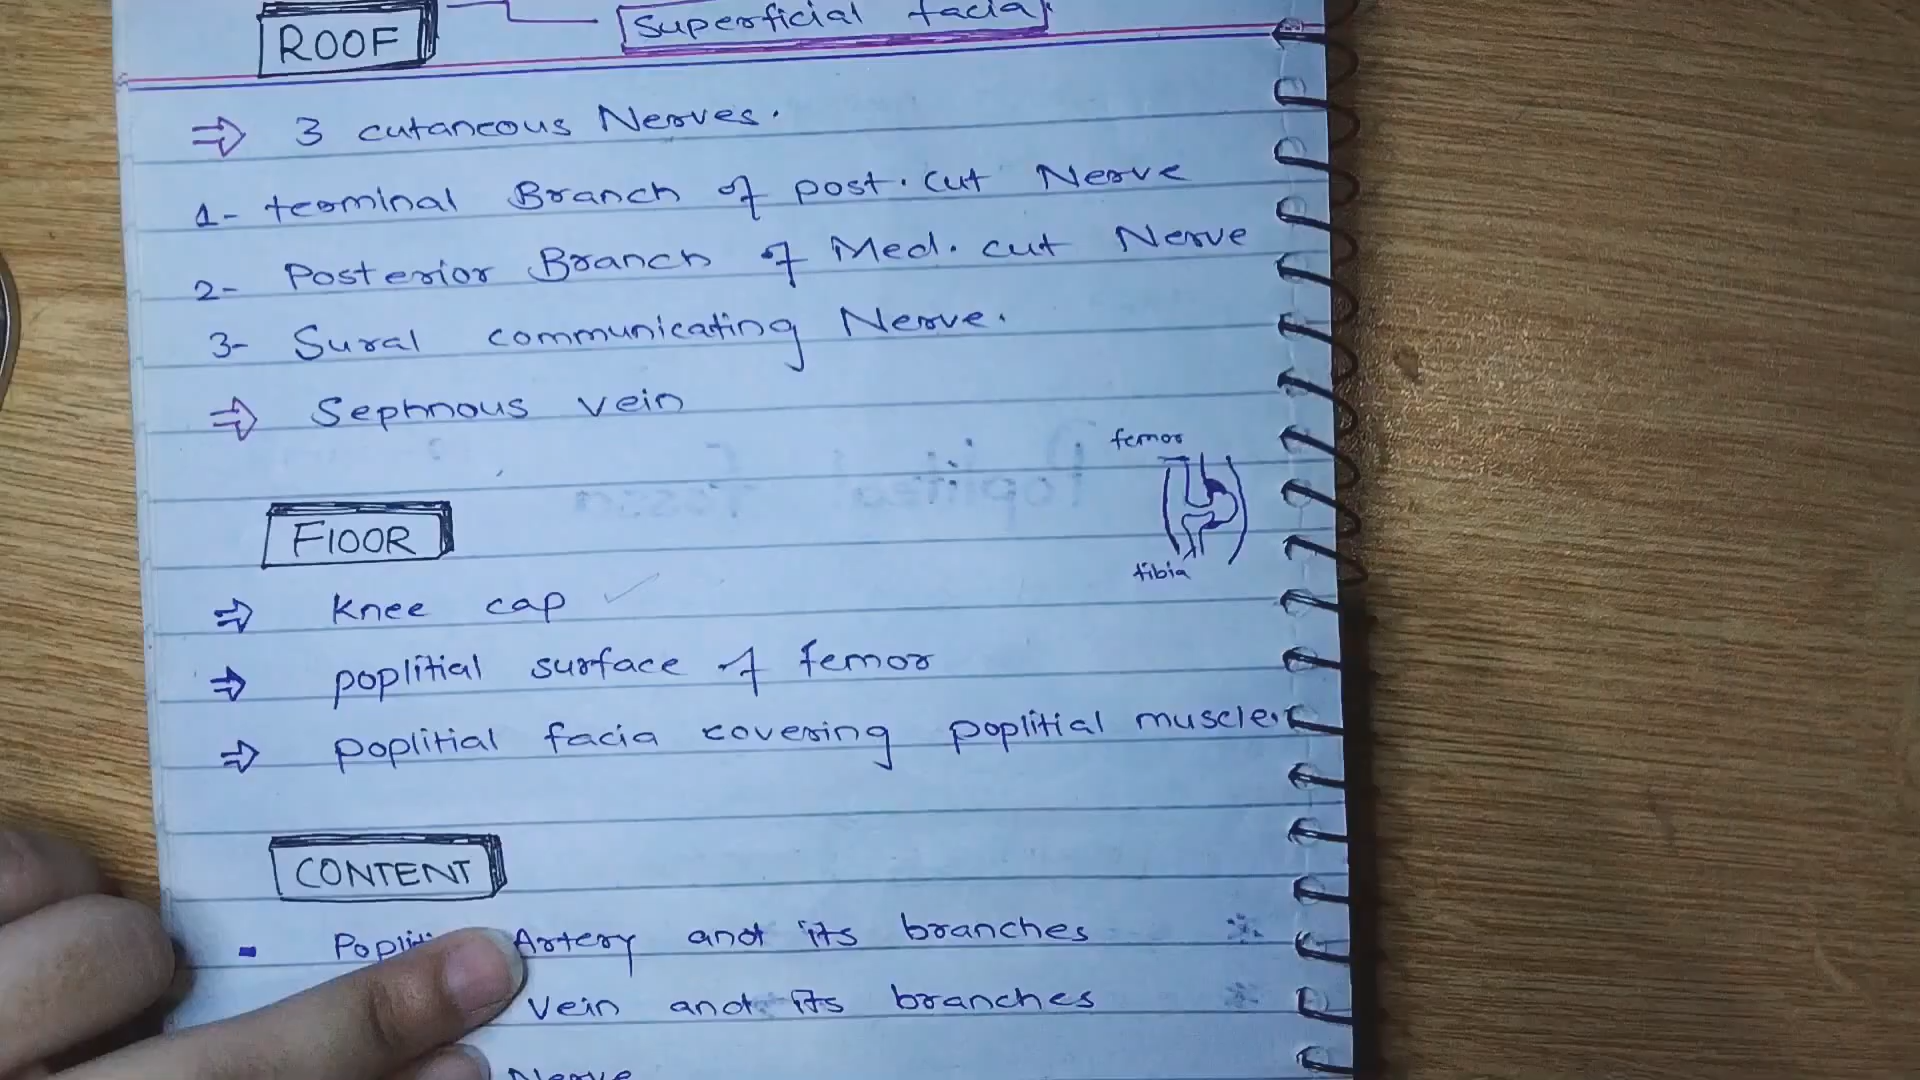 ROOF
Superficial facia
⇒ 3 cutaneous Nerves.
1- terminal Branch of post. cut Nerve
2- Posterior Branch of Med. cut Nerve
3- Sural communicating Nerve.
⇒ Sephnous vein
femor
FlOOR
tibia
⇒ Knee cap ✓
⇒ poplitial surface of femor
⇒ poplitial facia covering poplitial muscle.
CONTENT
- Artery and its branches
Vein and its branches
Nerve